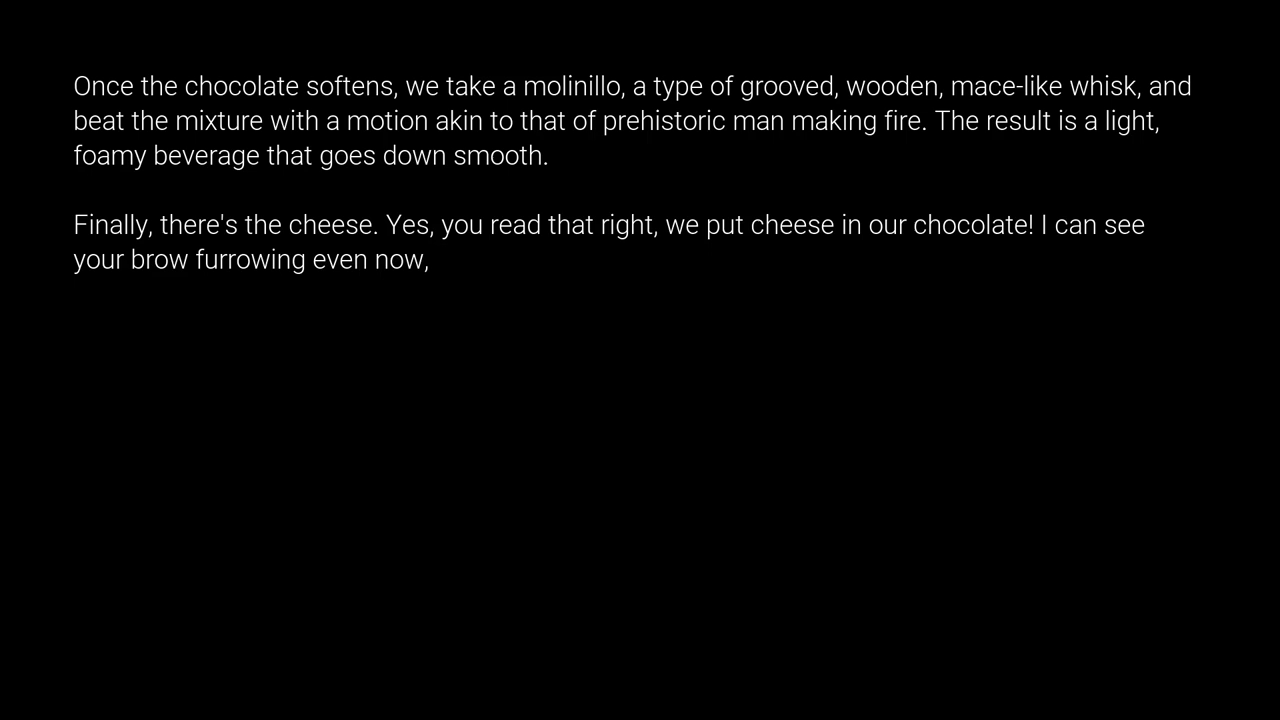 Once the chocolate softens, we take a molinillo, a type of grooved, wooden, mace-like whisk, and
beat the mixture with a motion akin to that of prehistoric man making fire. The result is a light,
foamy beverage that goes down smooth.
Finally, there's the cheese. Yes, you read that right, we put cheese in our chocolate! I can see
your brow furrowing even now,